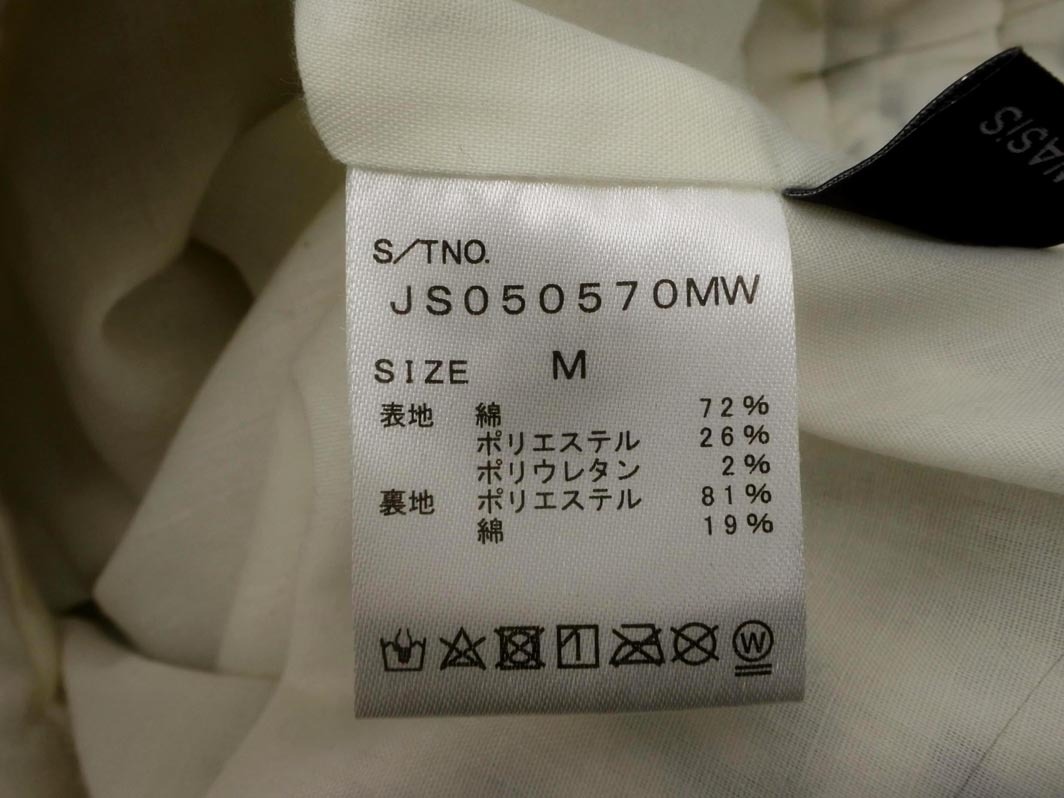 S/TNO.
JS050570MW
SIZE M
表地 綿 72%
ポリエステル 26%
ポリウレタン 2%
裏地 ポリエステル 81%
綿 19%
W